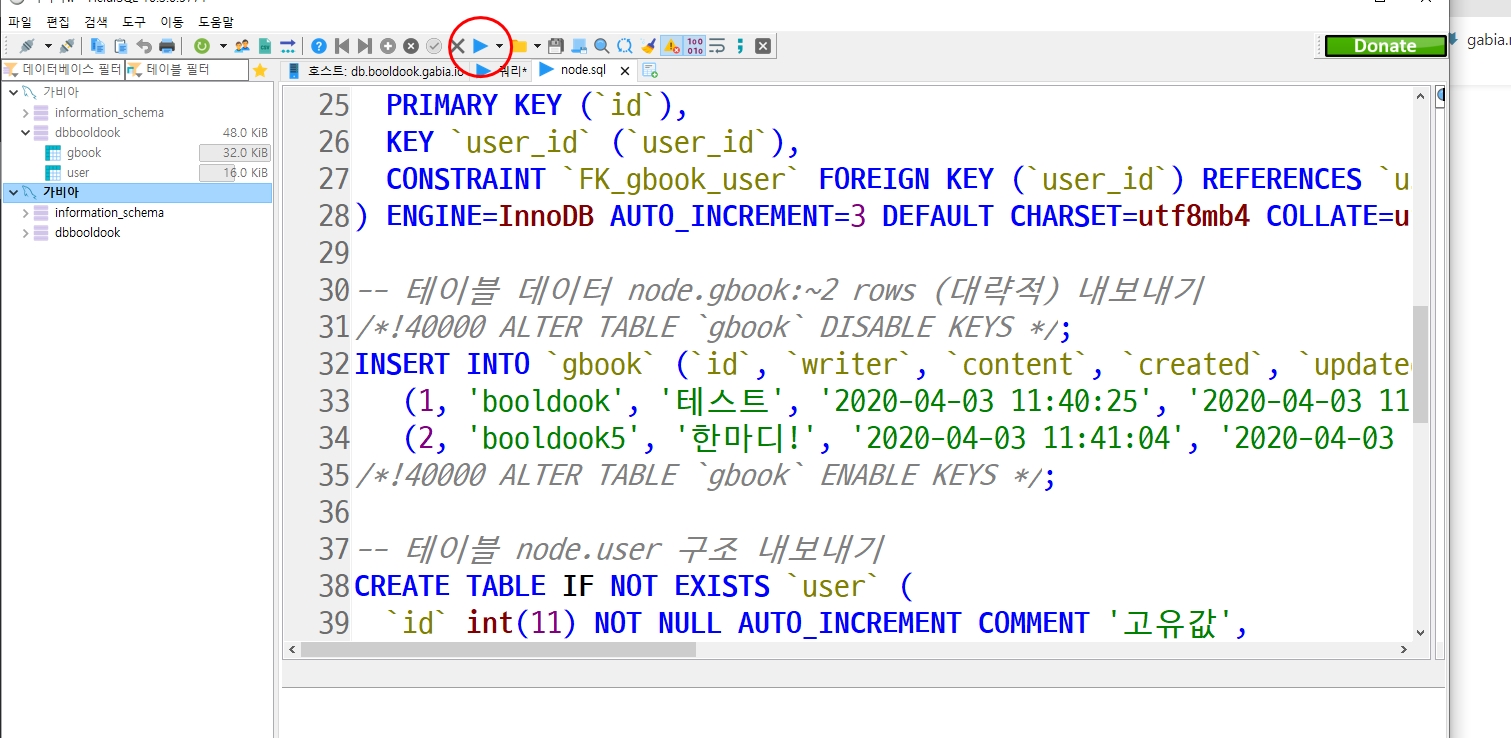 파일 편집 검색 도구 이동 도움말
Donate
gabia.
데이터베이스 필터 테이블 필터
호스트: db.booldook.gabia.io 쿼리* node.sql
가비아
information_schema
dbbooldook 48.0 KiB
gbook 32.0 KiB
user 16.0 KiB
가비아
information_schema
dbbooldook
25 PRIMARY KEY (`id`),
26 KEY `user_id` (`user_id`),
27 CONSTRAINT `FK_gbook_user` FOREIGN KEY (`user_id`) REFERENCES `u
28 ) ENGINE=InnoDB AUTO_INCREMENT=3 DEFAULT CHARSET=utf8mb4 COLLATE=u
29
30 -- 테이블 데이터 node.gbook:~2 rows (대략적) 내보내기
31 /*!40000 ALTER TABLE `gbook` DISABLE KEYS */;
32 INSERT INTO `gbook` (`id`, `writer`, `content`, `created`, `update
33 (1, 'booldook', '테스트', '2020-04-03 11:40:25', '2020-04-03 11
34 (2, 'booldook5', '한마디!', '2020-04-03 11:41:04', '2020-04-03
35 /*!40000 ALTER TABLE `gbook` ENABLE KEYS */;
36
37 -- 테이블 node.user 구조 내보내기
38 CREATE TABLE IF NOT EXISTS `user` (
39 `id` int(11) NOT NULL AUTO_INCREMENT COMMENT '고유값',